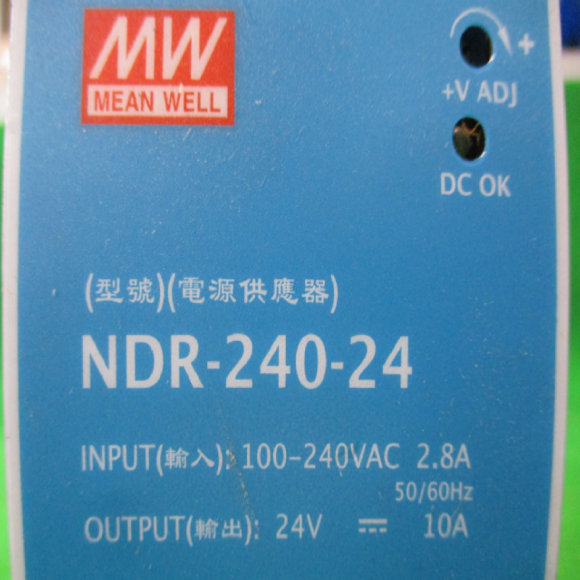 MW
MEAN WELL
+
+V ADJ
DC OK
(型號)(電源供應器)
NDR-240-24
INPUT(輸入): 100-240VAC 2.8A
50/60Hz
OUTPUT(輸出): 24V ⎓ 10A